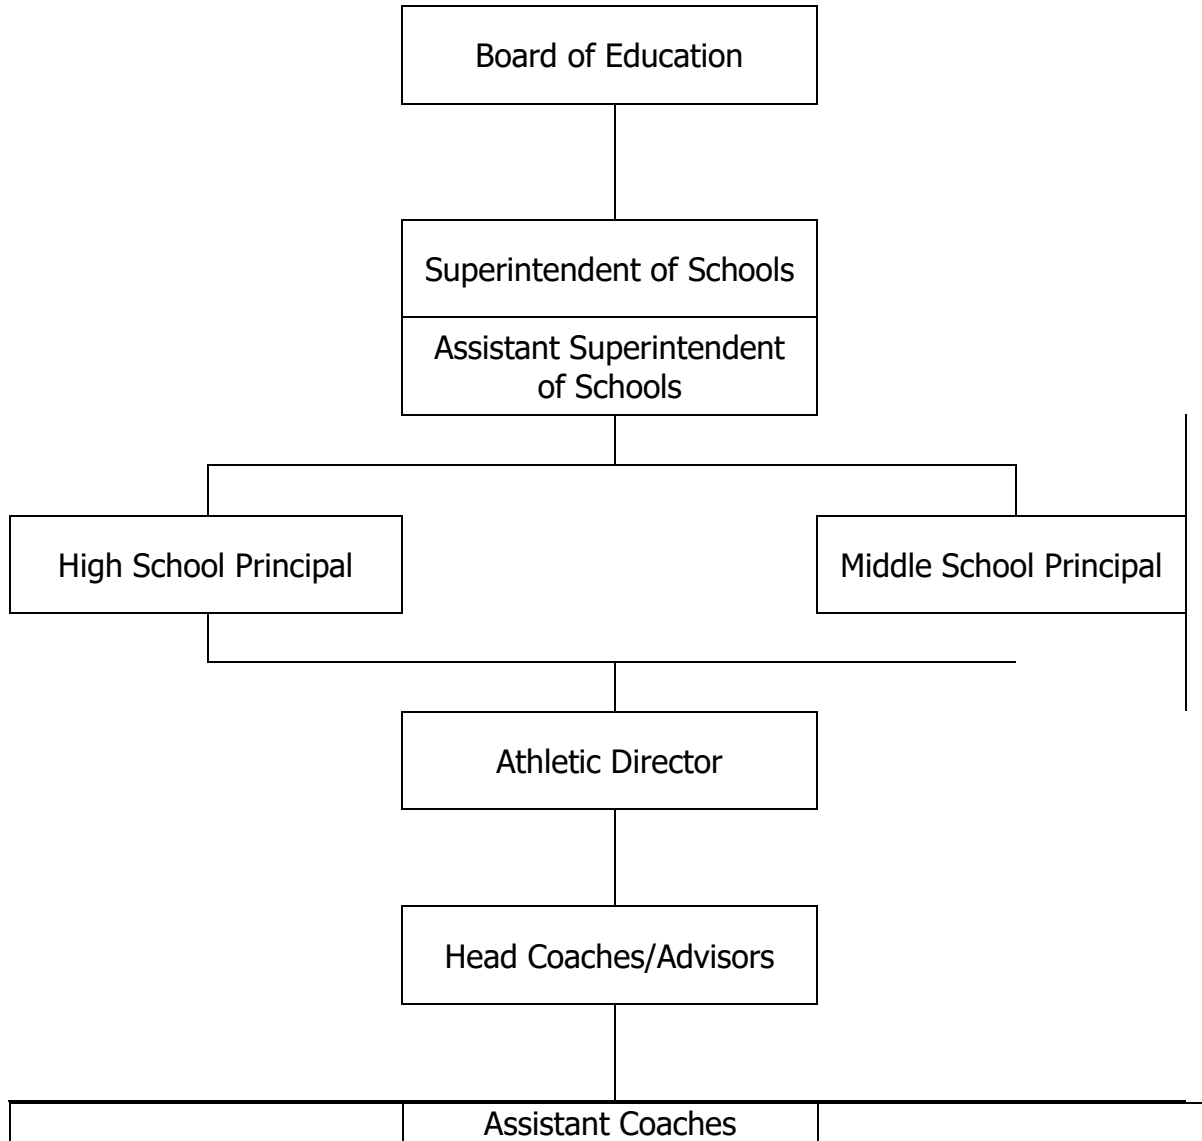 Board of Education
Superintendent of Schools
Assistant Superintendent
of Schools
High School Principal
Middle School Principal
Athletic Director
Head Coaches/Advisors
Assistant Coaches